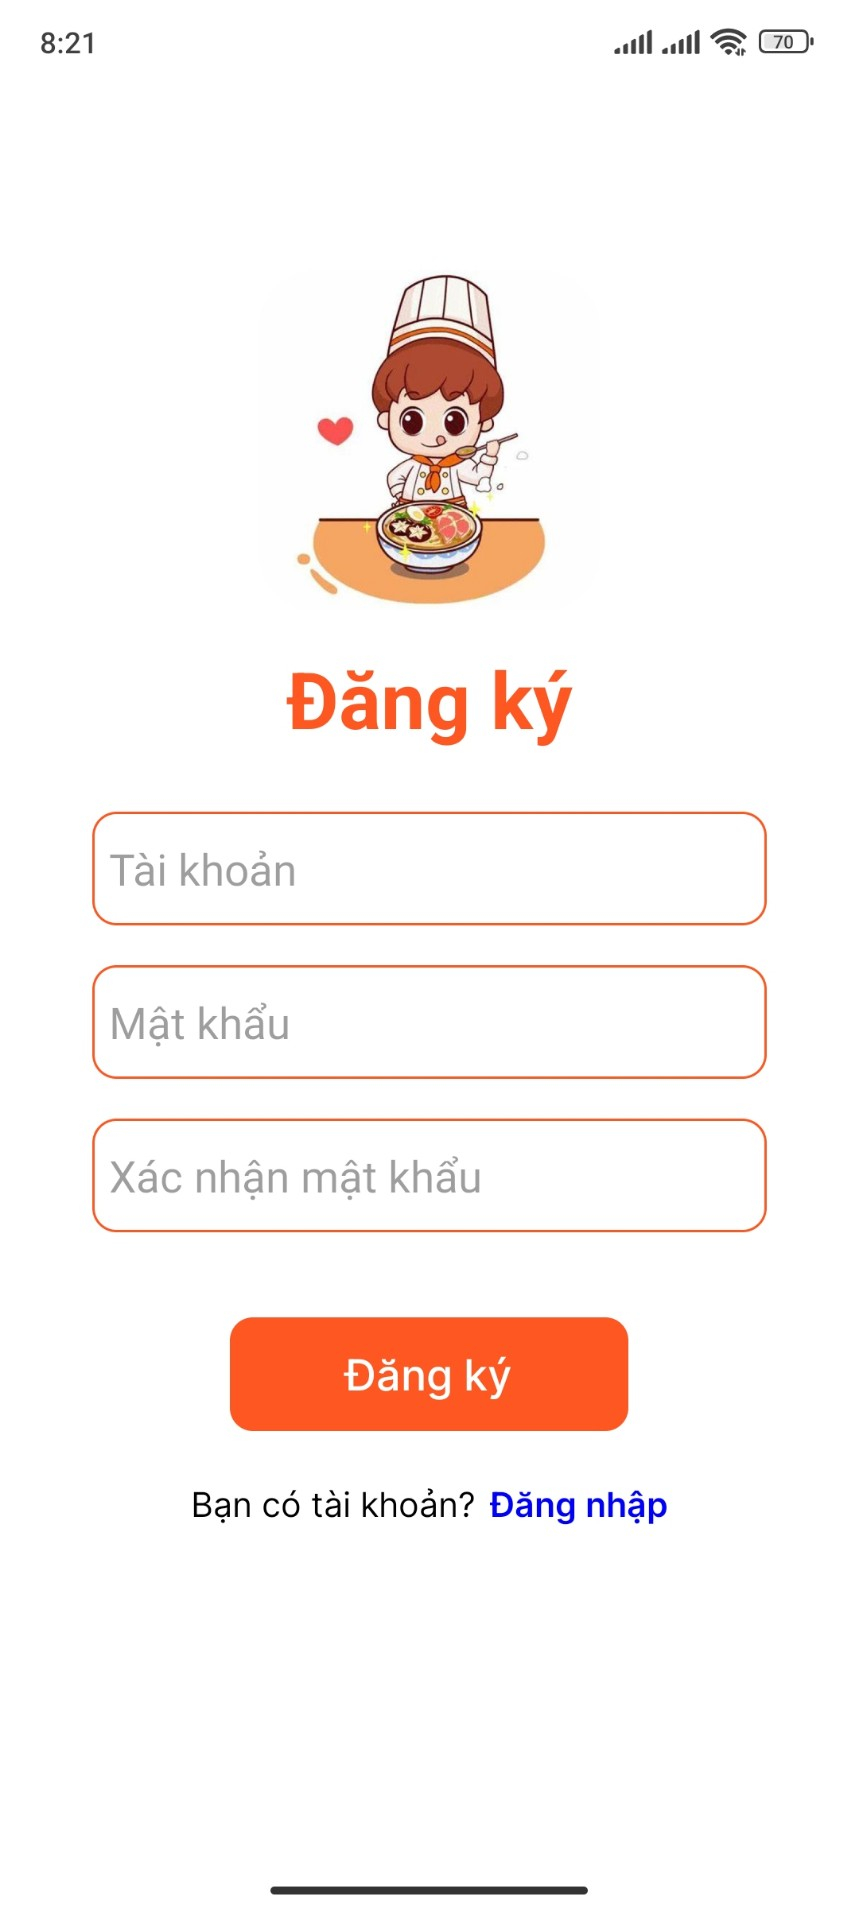 8:21
70
Đăng ký
Tài khoản
Mật khẩu
Xác nhận mật khẩu
Đăng ký
Bạn có tài khoản? Đăng nhập